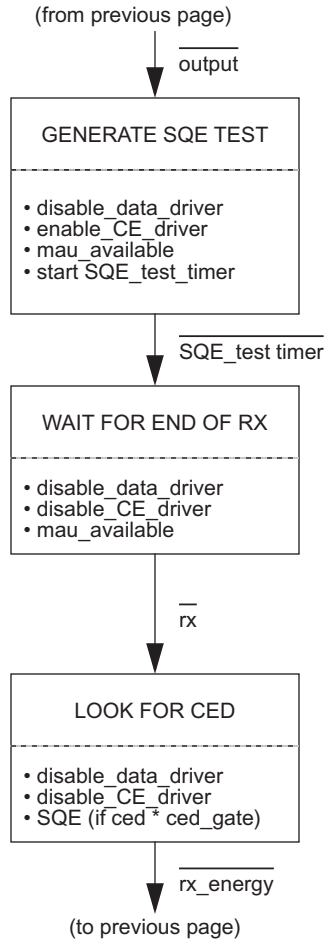 (from previous page)
output
GENERATE SQE TEST
• disable_data_driver
• enable_CE_driver
• mau_available
• start SQE_test_timer
SQE_test timer
WAIT FOR END OF RX
• disable_data_driver
• disable_CE_driver
• mau_available
rx
LOOK FOR CED
• disable_data_driver
• disable_CE_driver
• SQE (if ced * ced_gate)
rx_energy
(to previous page)